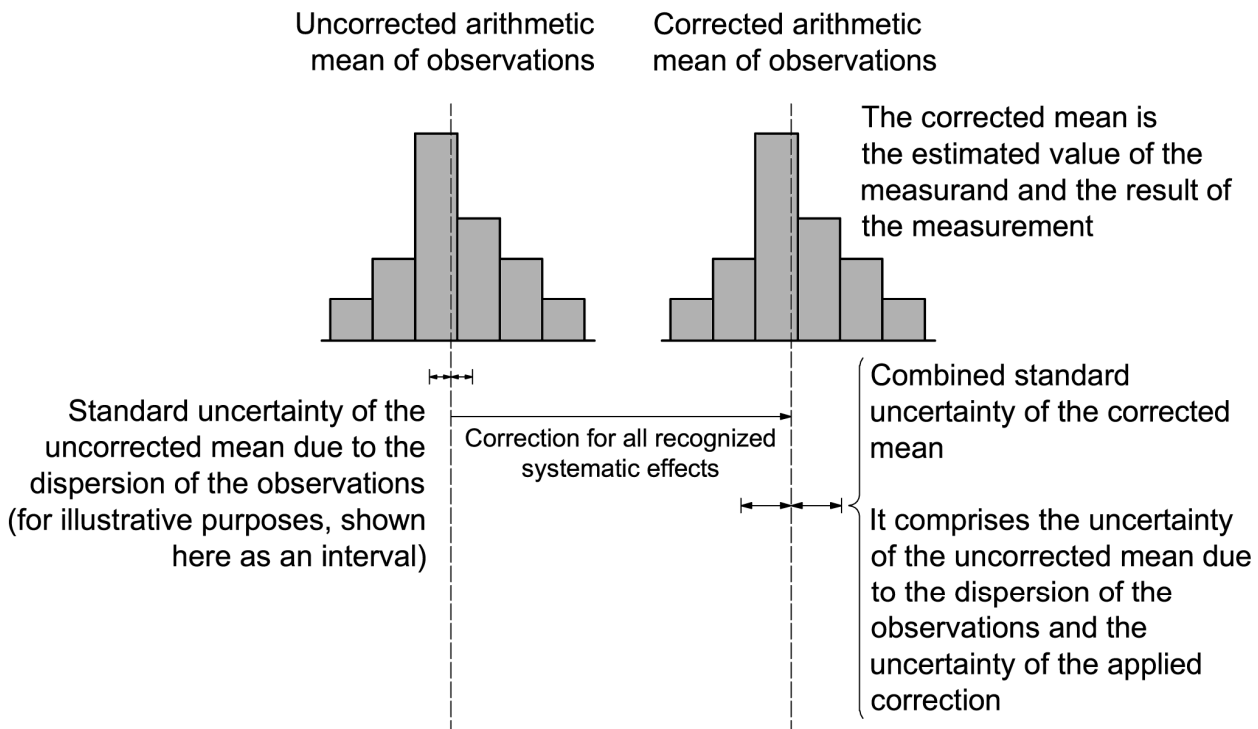 Uncorrected arithmetic
mean of observations
Corrected arithmetic
mean of observations
The corrected mean is
the estimated value of the
measurand and the result of
the measurement
Standard uncertainty of the
uncorrected mean due to the
dispersion of the observations
(for illustrative purposes, shown
here as an interval)
Correction for all recognized
systematic effects
Combined standard
uncertainty of the corrected
mean
It comprises the uncertainty
of the uncorrected mean due
to the dispersion of the
observations and the
uncertainty of the applied
correction